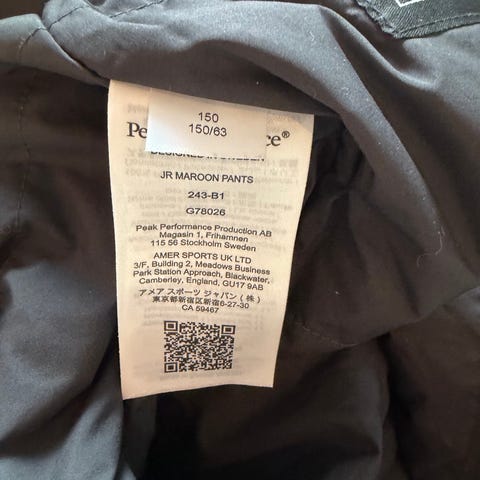 150
150/63
Pe ce®
JR MAROON PANTS
243-B1
G78026
Peak Performance Production AB
Magasin 1, Frihamnen
115 56 Stockholm Sweden
AMER SPORTS UK LTD
3/F, Building 2, Meadows Business
Park Station Approach, Blackwater,
Camberley, England, GU17 9AB
アメア スポーツ ジャパン (株)
東京都新宿区新宿6-27-30
CA 59467